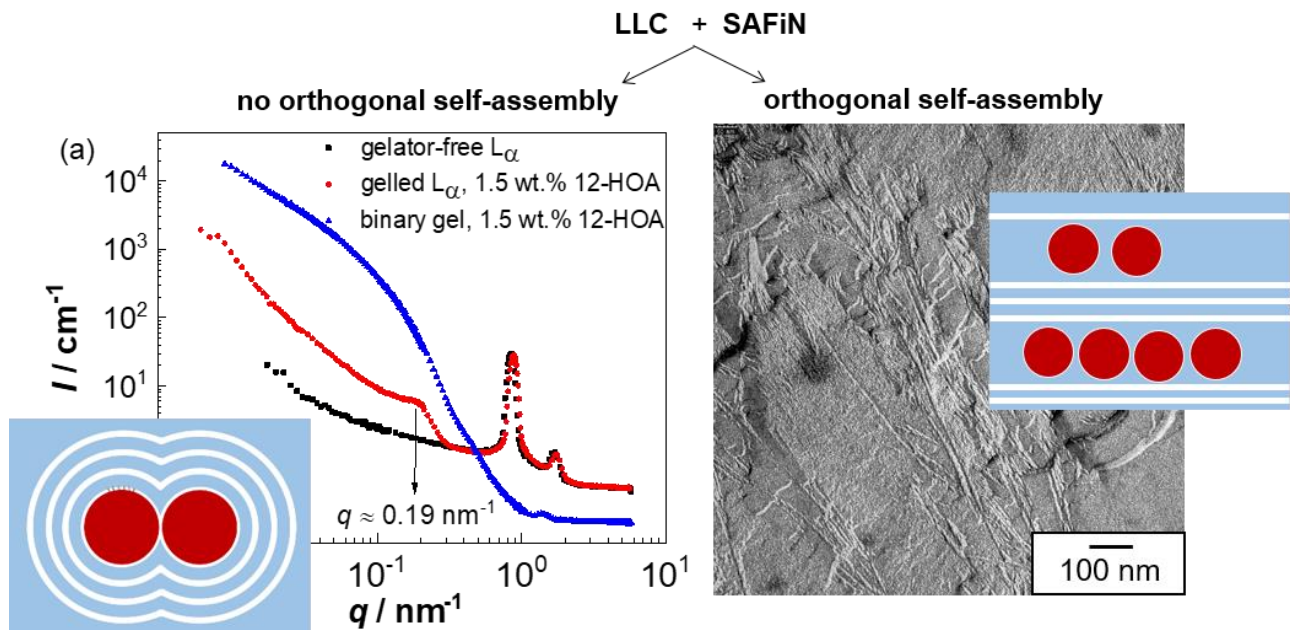 LLC + SAFiN
no orthogonal self-assembly
orthogonal self-assembly
(a)
gelator-free Lα
gelled Lα, 1.5 wt.% 12-HOA
binary gel, 1.5 wt.% 12-HOA
10⁴
10³
10²
10¹
I / cm⁻¹
q ≈ 0.19 nm⁻¹
10⁻¹
10⁰
10¹
q / nm⁻¹
100 nm